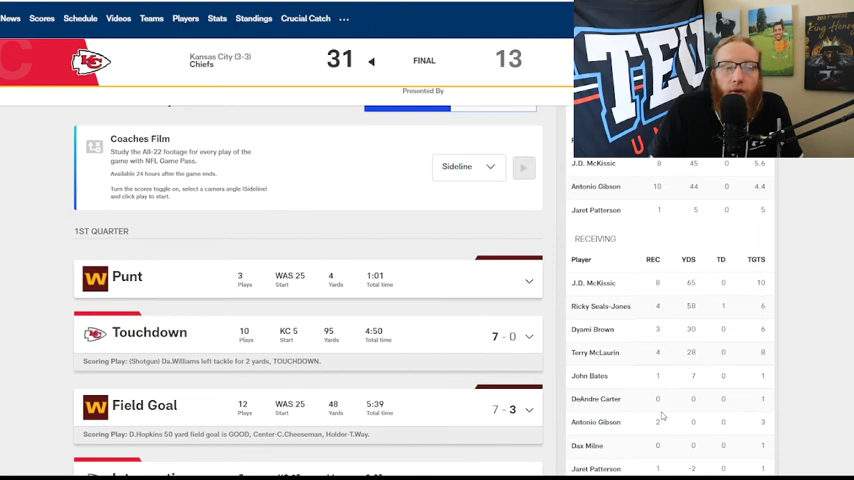 News Scores Schedule Videos Teams Players Stats Standings Crucial Catch ...
Kansas City (3-3)
Chiefs
31
FINAL
13
Presented By
Coaches Film
Study the All-22 footage for every play of the
game with NFL Game Pass.
Available 24 hours after the game ends.
Turn the scores toggle on, select a camera angle (Sideline)
and click play to start.
Sideline
1ST QUARTER
W Punt 3 WAS 25 4 1:01
Plays Start Yards Total time
KC Touchdown 10 KC 5 95 4:50 7 - 0
Plays Start Yards Total time
Scoring Play: (Shotgun) Da.Williams left tackle for 2 yards, TOUCHDOWN.
W Field Goal 12 WAS 25 48 5:39 7 - 3
Plays Start Yards Total time
Scoring Play: D.Hopkins 50 yard field goal is GOOD, Center-C.Cheeseman, Holder-T.Way.
J.D. McKissic 8 45 0 5.6
Antonio Gibson 10 44 0 4.4
Jaret Patterson 1 5 0 5
RECEIVING
Player REC YDS TD TGTS
J.D. McKissic 8 65 0 10
Ricky Seals-Jones 4 58 1 6
Dyami Brown 3 30 0 6
Terry McLaurin 4 28 0 8
John Bates 1 7 0 1
DeAndre Carter 0 0 0 1
Antonio Gibson 2 0 0 3
Dax Milne 0 0 0 1
Jaret Patterson 1 -2 0 1